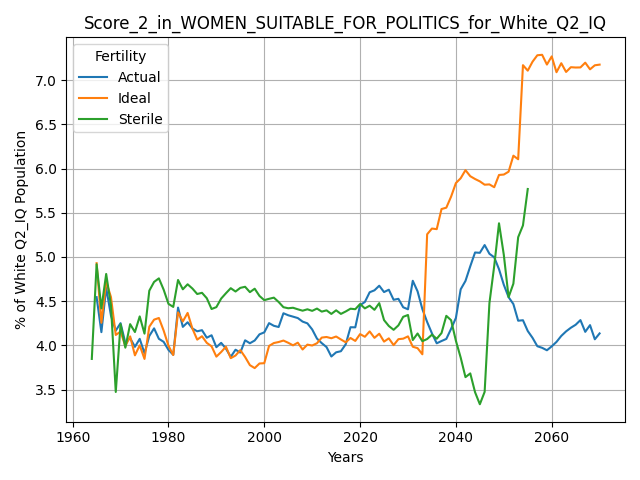 Score_2_in_WOMEN_SUITABLE_FOR_POLITICS_for_White_Q2_IQ
Fertility
Actual
Ideal
Sterile
% of White Q2_IQ Population
7.0
6.5
6.0
5.5
5.0
4.5
4.0
3.5
1960
1980
2000
2020
2040
2060
Years